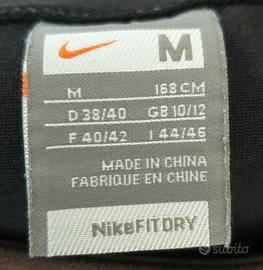 M
M 168 CM
D 38/40 GB 10/12
F 40/42 I 44/46
MADE IN CHINA
FABRIQUE EN CHINE
NikeFITDRY
subito